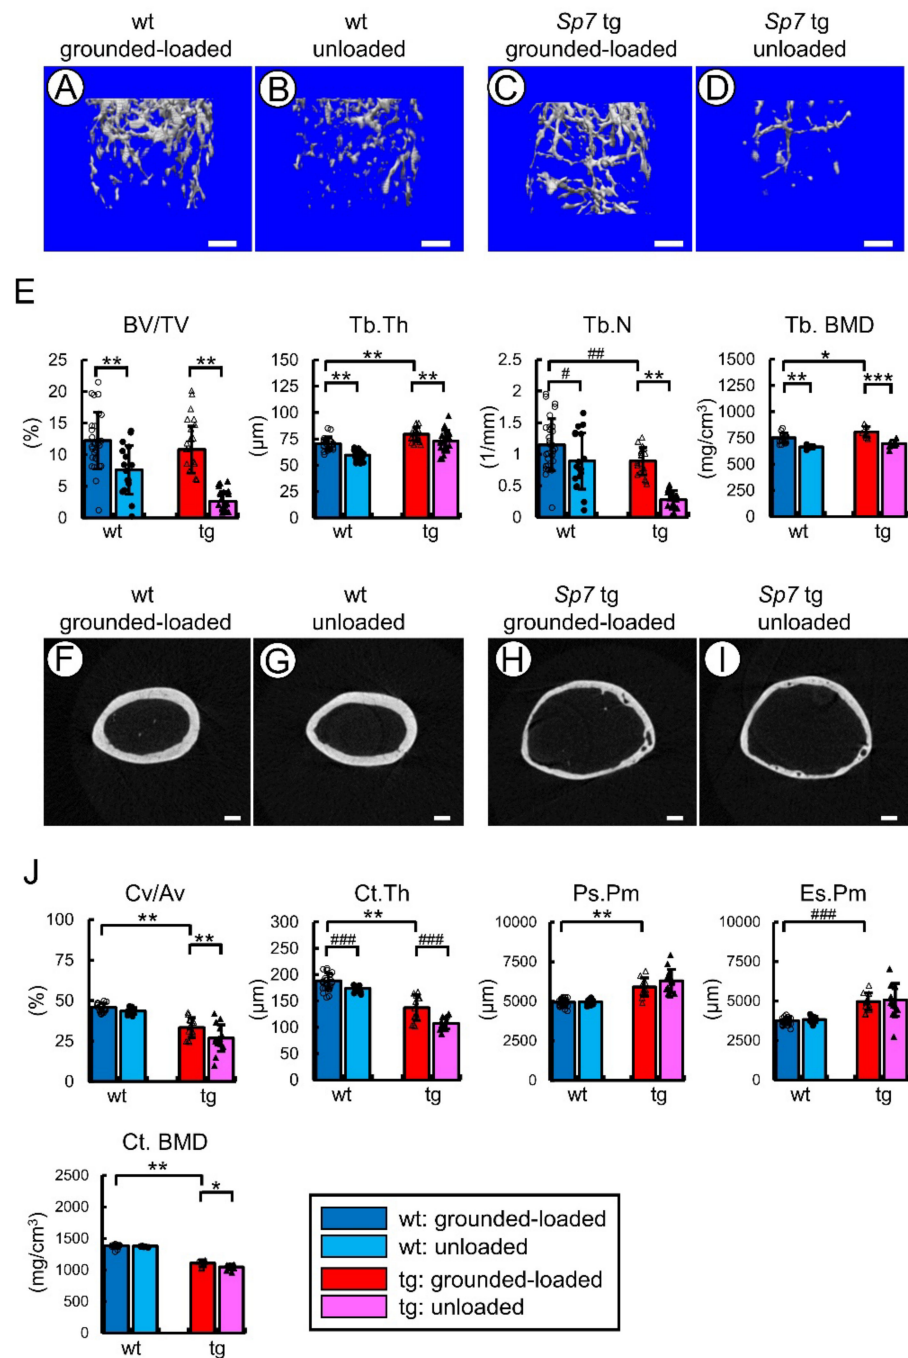 wt
grounded-loaded
wt
unloaded
Sp7 tg
grounded-loaded
Sp7 tg
unloaded
A
B
C
D
E
BV/TV
(%)
25
20
15
10
5
0
**
**
wt
tg
Tb.Th
(µm)
150
125
100
75
50
25
0
**
**
**
wt
tg
Tb.N
(1/mm)
2.5
2
1.5
1
0.5
0
##
#
**
wt
tg
Tb. BMD
(mg/cm³)
1500
1250
1000
750
500
250
0
*
**
***
wt
tg
wt
grounded-loaded
wt
unloaded
Sp7 tg
grounded-loaded
Sp7 tg
unloaded
F
G
H
I
J
Cv/Av
(%)
100
75
50
25
0
**
**
wt
tg
Ct.Th
(µm)
300
250
200
150
100
50
0
**
###
###
wt
tg
Ps.Pm
(µm)
10000
7500
5000
2500
0
**
wt
tg
Es.Pm
(µm)
10000
7500
5000
2500
0
###
wt
tg
Ct. BMD
(mg/cm³)
2500
2000
1500
1000
500
0
**
*
wt
tg
wt: grounded-loaded
wt: unloaded
tg: grounded-loaded
tg: unloaded